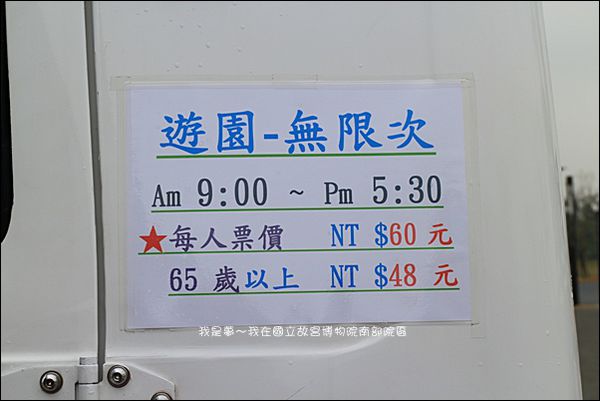 遊園-無限次
Am 9:00 ~ Pm 5:30
★每人票價 NT $60 元
65 歲以上 NT $48 元
我是夢～我在國立故宮博物院南部院區